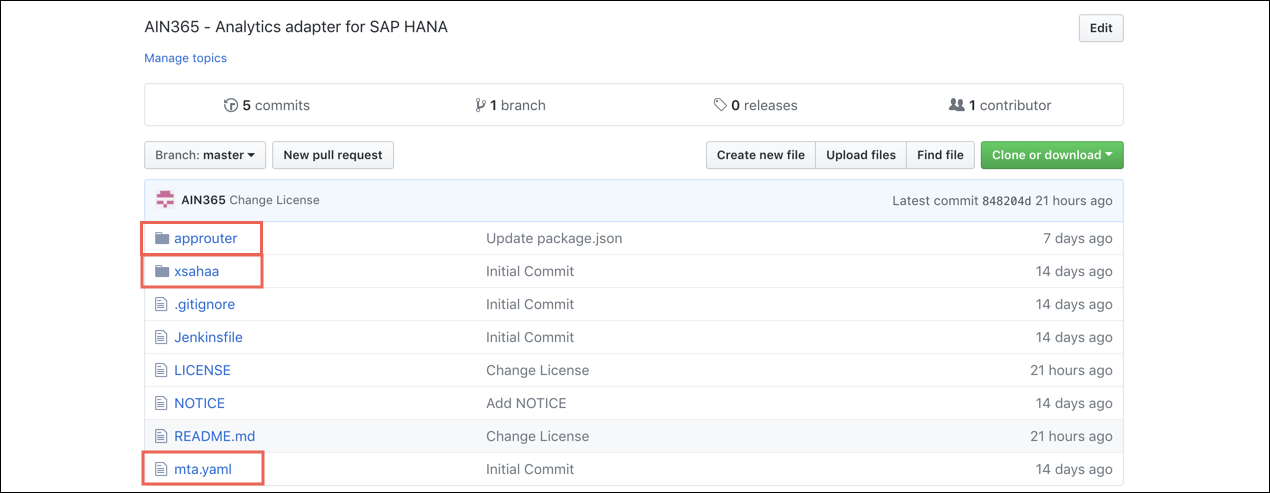 AIN365 - Analytics adapter for SAP HANA
Edit
Manage topics
5 commits 1 branch 0 releases 1 contributor
Branch: master New pull request Create new file Upload files Find file Clone or download
AIN365 Change License Latest commit 848204d 21 hours ago
approuter Update package.json 7 days ago
xsahaa Initial Commit 14 days ago
.gitignore Initial Commit 14 days ago
Jenkinsfile Initial Commit 14 days ago
LICENSE Change License 21 hours ago
NOTICE Add NOTICE 14 days ago
README.md Change License 21 hours ago
mta.yaml Initial Commit 14 days ago